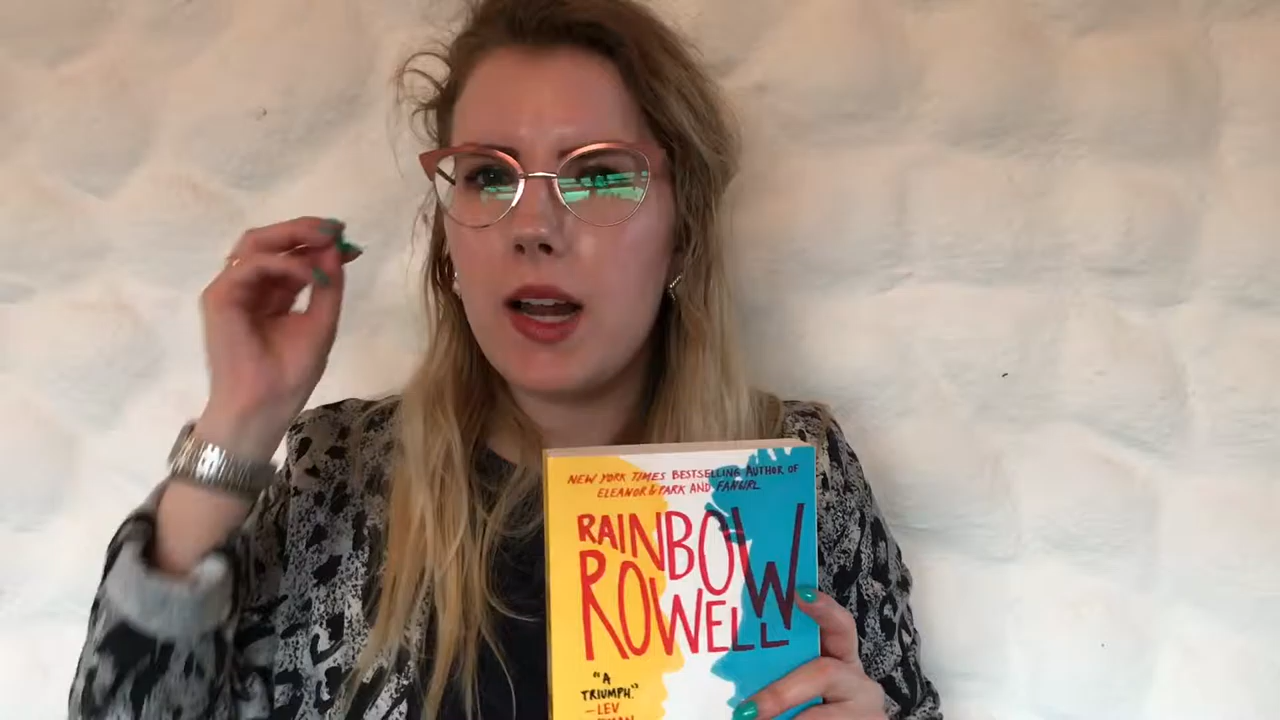 NEW YORK TIMES BESTSELLING AUTHOR OF
ELEANOR & PARK AND FANGIRL
RAINBOW
ROWELL
"A
TRIUMPH."
—LEV